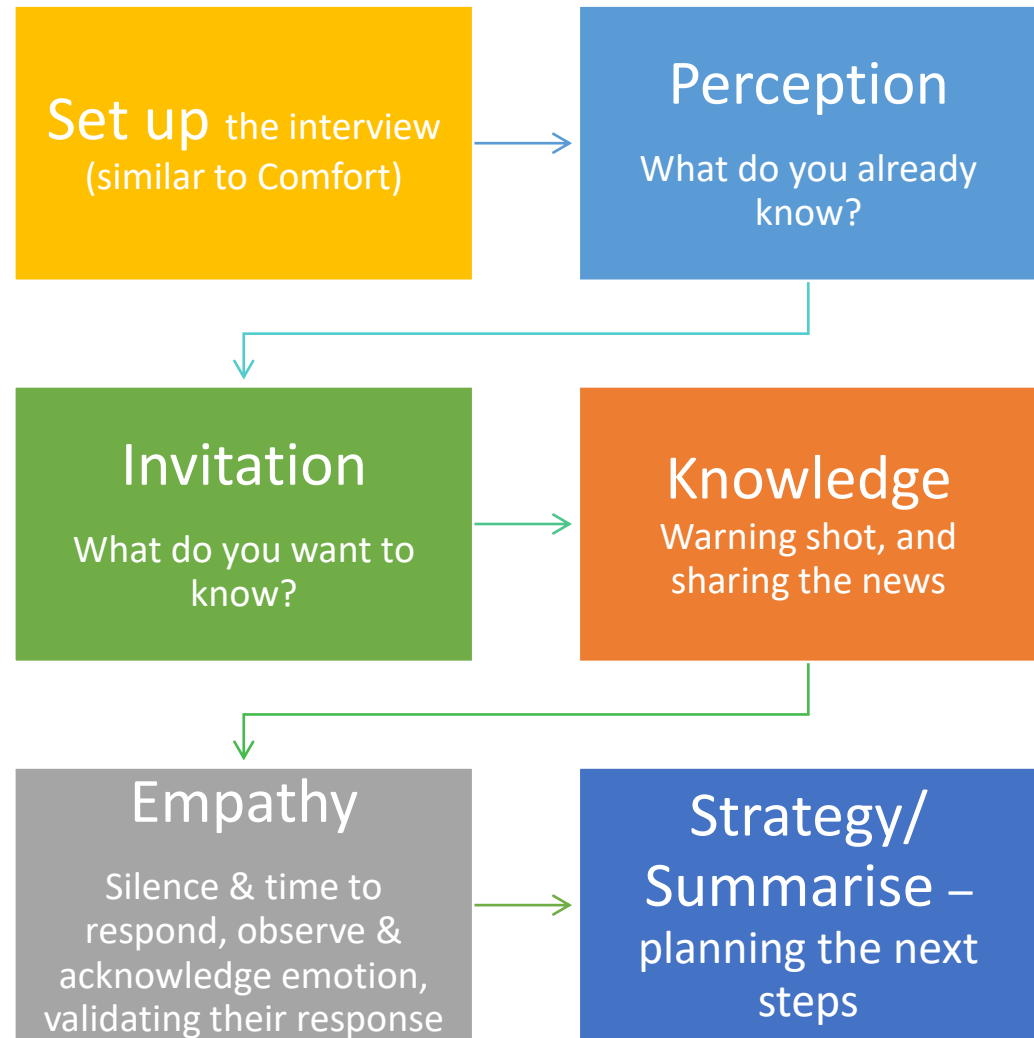 Set up the interview
(similar to Comfort)
Perception
What do you already
know?
Invitation
What do you want to
know?
Knowledge
Warning shot, and
sharing the news
Empathy
Silence & time to
respond, observe &
acknowledge emotion,
validating their response
Strategy/
Summarise –
planning the next
steps